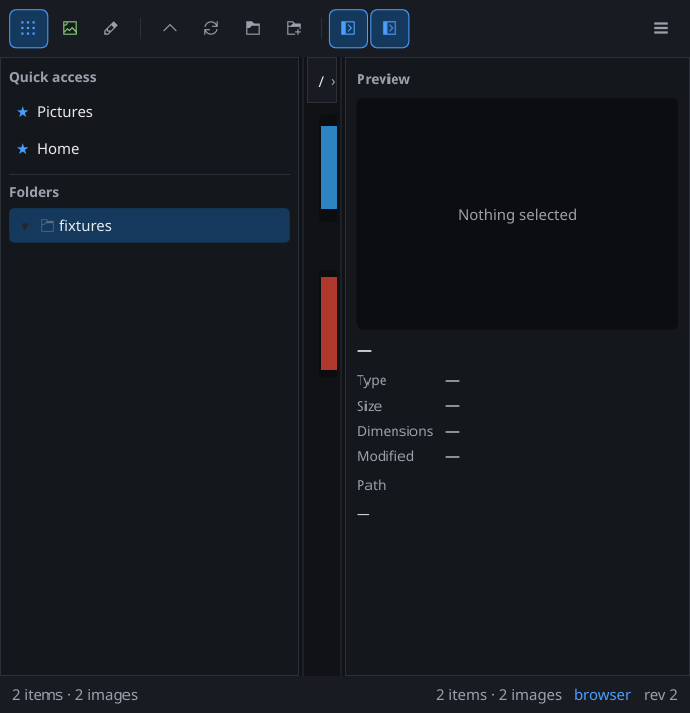 Quick access
★ Pictures
★ Home
Folders
▾ fixtures
/ ›
Preview
Nothing selected
—
Type —
Size —
Dimensions —
Modified —
Path
—
2 items · 2 images
2 items · 2 images browser rev 2